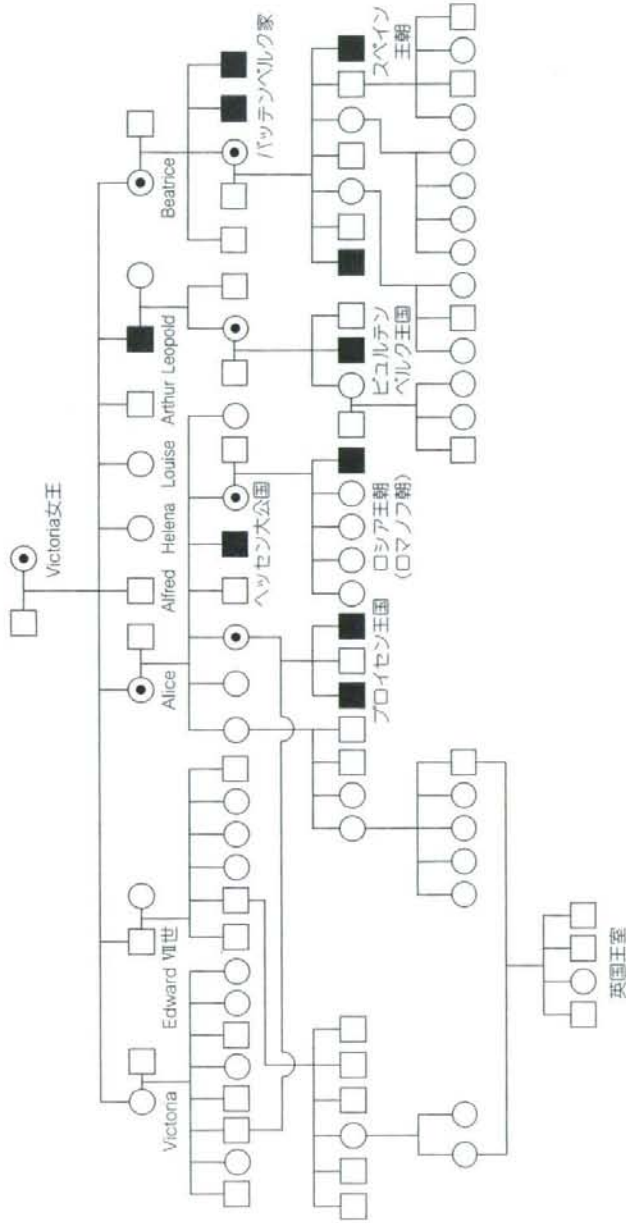 Victoria女王
Victoria
Edward Ⅶ世
Alice
Alfred
Helena
Louise
Arthur
Leopold
Beatrice
ヘッセン大公国
バッテンベルク家
プロイセン王国
ロシア王朝
(ロマノフ朝)
ビュルテン
ベルク王国
スペイン
王朝
英国王室